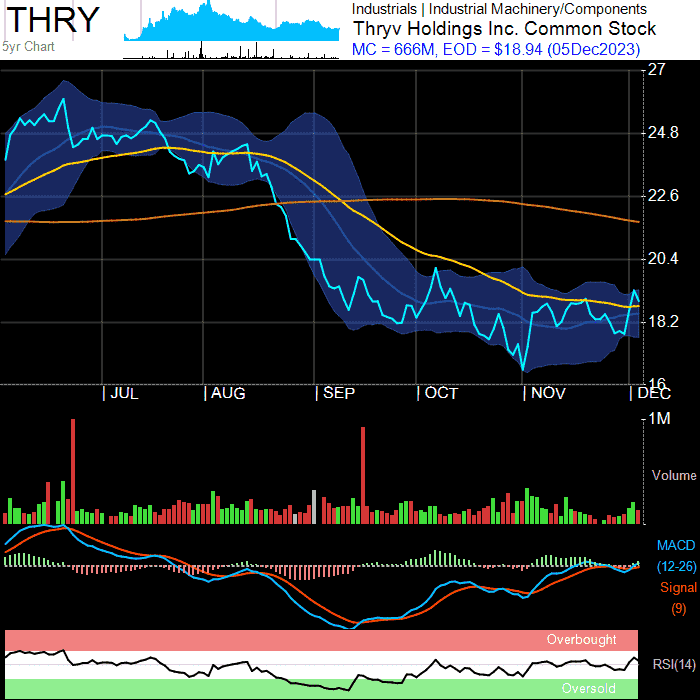 THRY
5yr Chart
Industrials | Industrial Machinery/Components
Thryv Holdings Inc. Common Stock
MC = 666M, EOD = $18.94 (05Dec2023)
27
24.8
22.6
20.4
18.2
16
| JUL | AUG | SEP | OCT | NOV | DEC
1M
Volume
MACD
(12-26)
Signal
(9)
Overbought
RSI(14)
Oversold